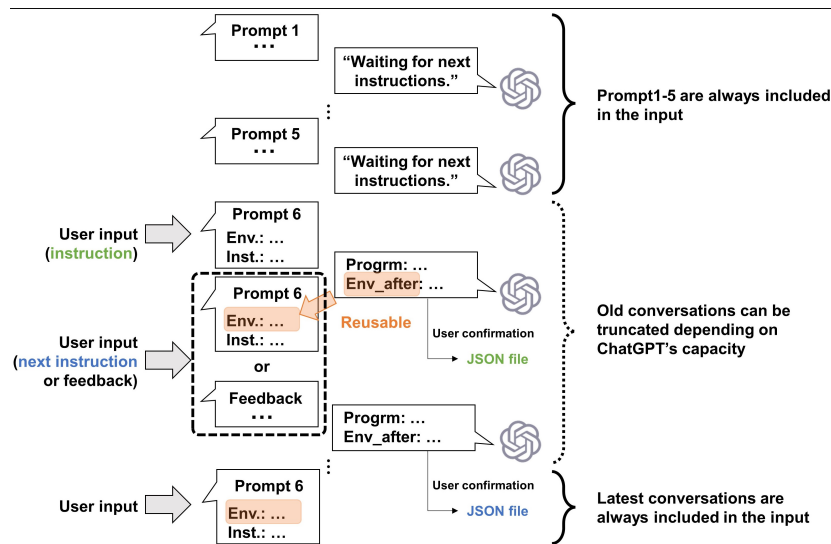 Prompt 1
...
“Waiting for next
instructions.”
Prompt1-5 are always included
in the input
Prompt 5
...
“Waiting for next
instructions.”
User input
(instruction)
Prompt 6
Env.: ...
Inst.: ...
Progrm: ...
Env_after: ...
Reusable
User confirmation
JSON file
Old conversations can be
truncated depending on
ChatGPT’s capacity
User input
(next instruction
or feedback)
Prompt 6
Env.: ...
Inst.: ...
or
Feedback
...
Progrm: ...
Env_after: ...
User confirmation
JSON file
User input
Prompt 6
Env.: ...
Inst.: ...
Latest conversations are
always included in the input